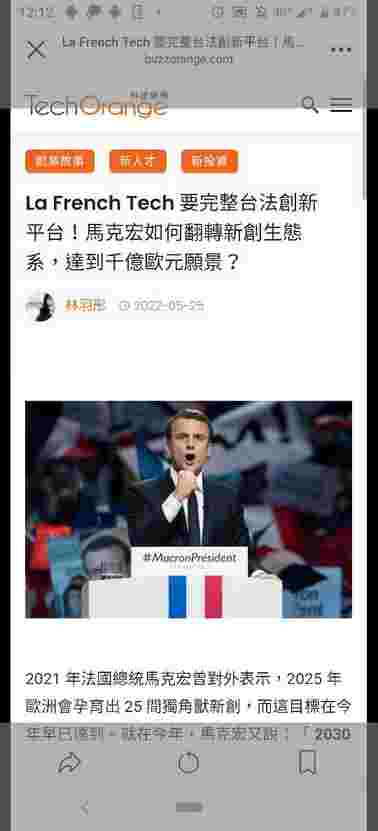 12:12
La French Tech 要完整台法創新平台！馬...
buzzorange.com
科技報橘
TechOrange
創業故事 新人才 新投資
La French Tech 要完整台法創新
平台！馬克宏如何翻轉新創生態
系，達到千億歐元願景？
林羽彤 2022-05-25
#MacronPrésident
2021 年法國總統馬克宏曾對外表示，2025 年
歐洲會孕育出 25 間獨角獸新創，而這目標在今
年早已達到。就在今年，馬克宏又說：「2030